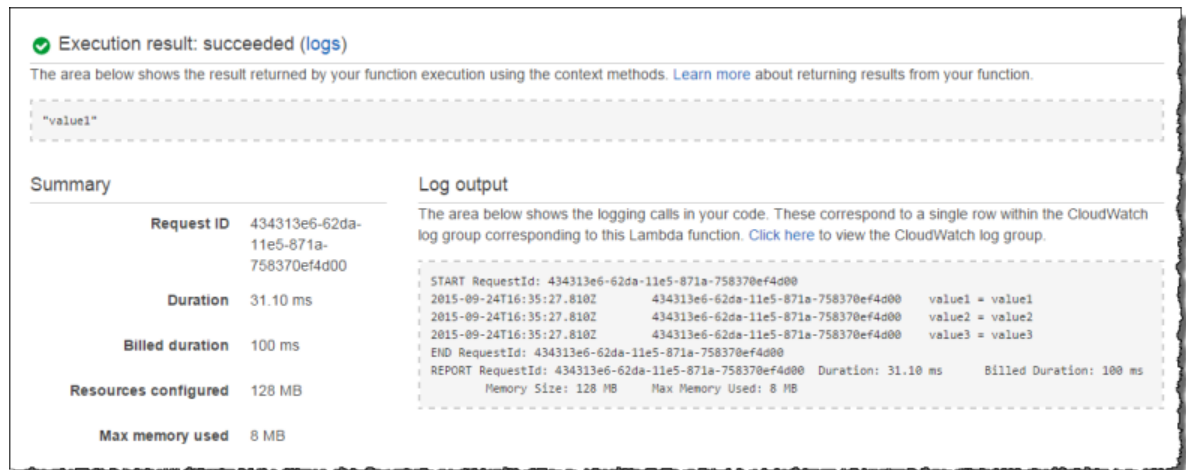 Execution result: succeeded (logs)
The area below shows the result returned by your function execution using the context methods. Learn more about returning results from your function.
"value1"
Summary
Request ID 434313e6-62da-
11e5-871a-
758370ef4d00
Duration 31.10 ms
Billed duration 100 ms
Resources configured 128 MB
Max memory used 8 MB
Log output
The area below shows the logging calls in your code. These correspond to a single row within the CloudWatch
log group corresponding to this Lambda function. Click here to view the CloudWatch log group.
START RequestId: 434313e6-62da-11e5-871a-758370ef4d00
2015-09-24T16:35:27.810Z 434313e6-62da-11e5-871a-758370ef4d00 value1 = value1
2015-09-24T16:35:27.810Z 434313e6-62da-11e5-871a-758370ef4d00 value2 = value2
2015-09-24T16:35:27.810Z 434313e6-62da-11e5-871a-758370ef4d00 value3 = value3
END RequestId: 434313e6-62da-11e5-871a-758370ef4d00
REPORT RequestId: 434313e6-62da-11e5-871a-758370ef4d00 Duration: 31.10 ms Billed Duration: 100 ms
Memory Size: 128 MB Max Memory Used: 8 MB